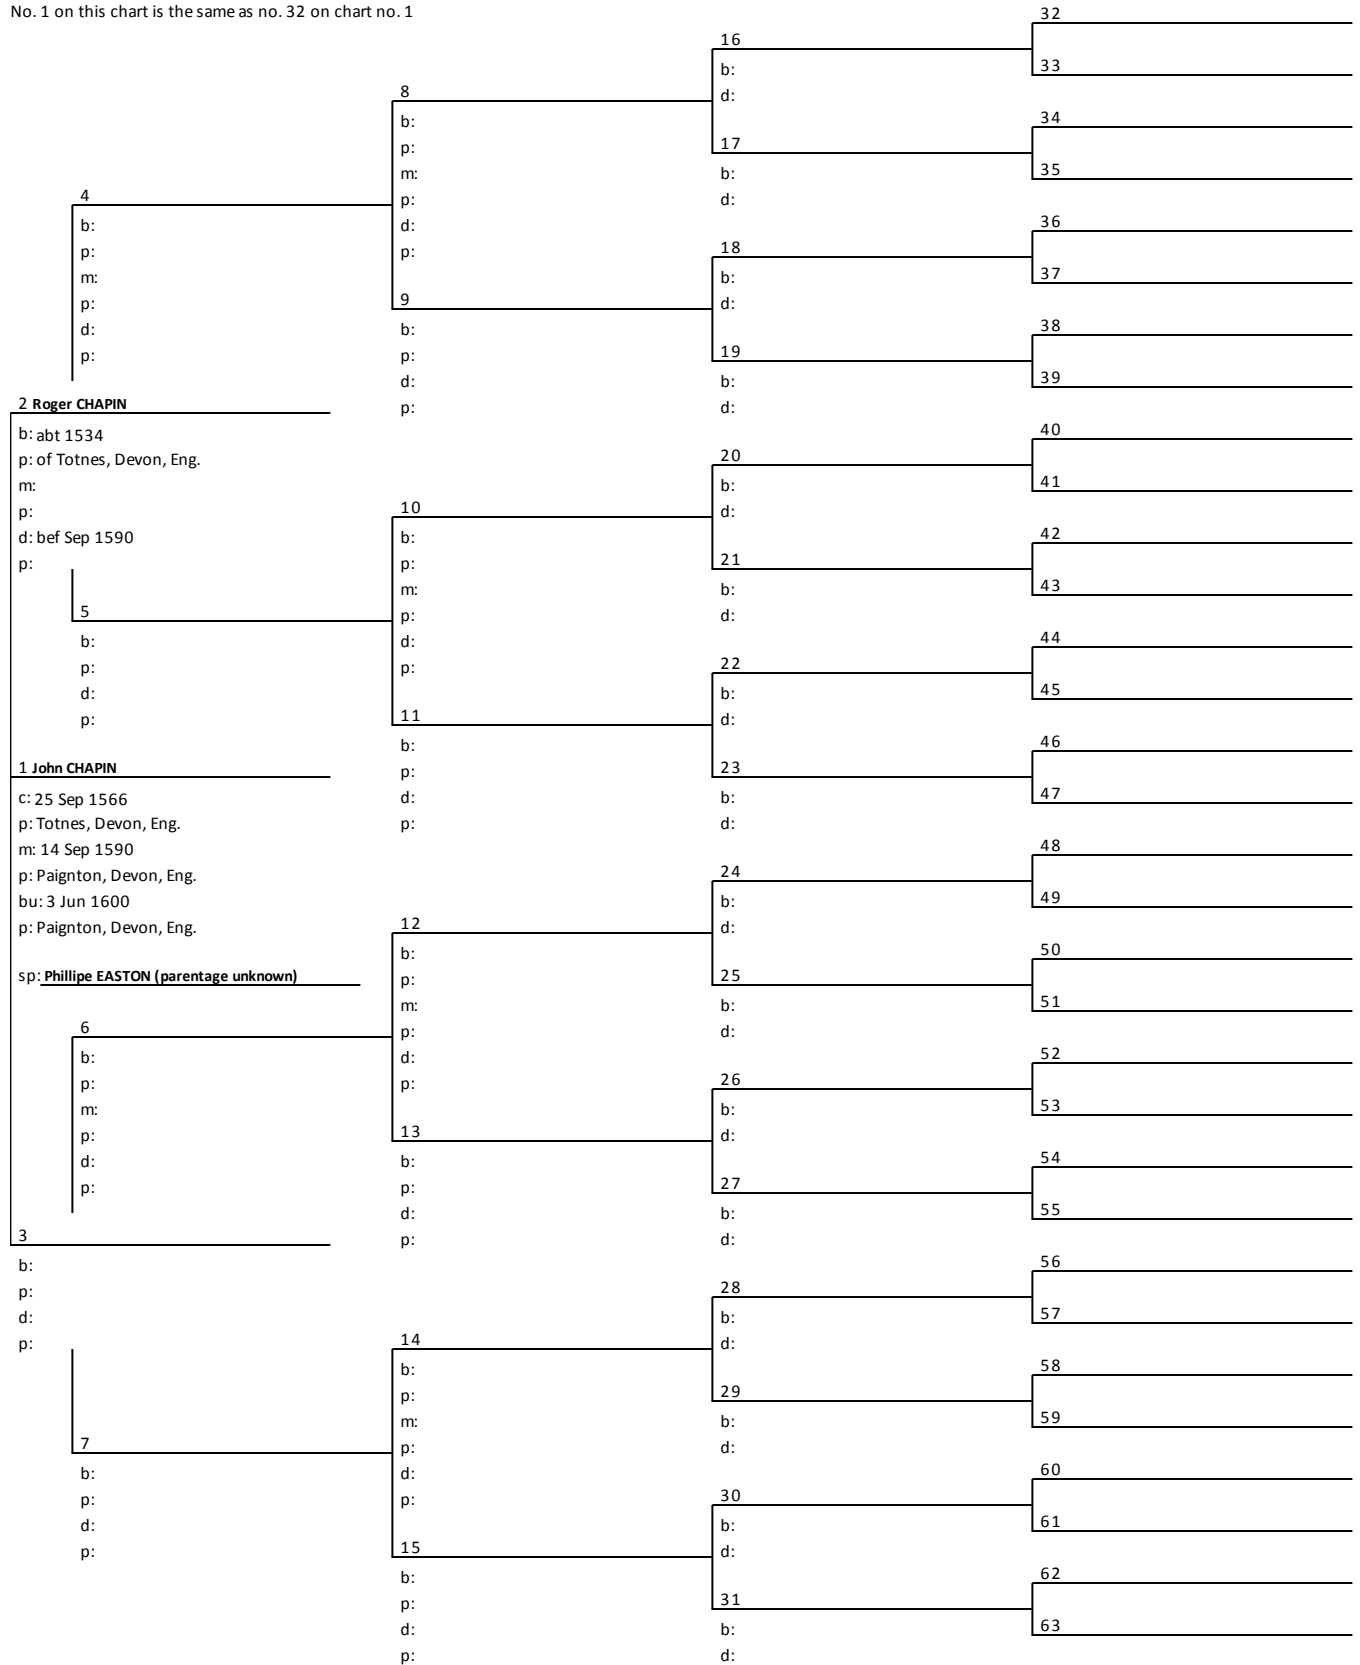 No. 1 on this chart is the same as no. 32 on chart no. 1
4
b:
p:
m:
p:
d:
p:
2 Roger CHAPIN
b: abt 1534
p: of Totnes, Devon, Eng.
m:
p:
d: bef Sep 1590
p:
5
b:
p:
d:
p:
1 John CHAPIN
c: 25 Sep 1566
p: Totnes, Devon, Eng.
m: 14 Sep 1590
p: Paignton, Devon, Eng.
bu: 3 Jun 1600
p: Paignton, Devon, Eng.
sp: Phillipe EASTON (parentage unknown)
6
b:
p:
m:
p:
d:
p:
3
b:
p:
d:
p:
7
b:
p:
d:
p:
8
b:
p:
m:
p:
d:
p:
9
b:
p:
d:
p:
10
b:
p:
m:
p:
d:
p:
11
b:
p:
d:
p:
12
b:
p:
m:
p:
d:
p:
13
b:
p:
d:
p:
14
b:
p:
m:
p:
d:
p:
15
b:
p:
d:
p:
16
b:
d:
17
b:
d:
18
b:
d:
19
b:
d:
20
b:
d:
21
b:
d:
22
b:
d:
23
b:
d:
24
b:
d:
25
b:
d:
26
b:
d:
27
b:
d:
28
b:
d:
29
b:
d:
30
b:
d:
31
b:
d:
32
33
34
35
36
37
38
39
40
41
42
43
44
45
46
47
48
49
50
51
52
53
54
55
56
57
58
59
60
61
62
63